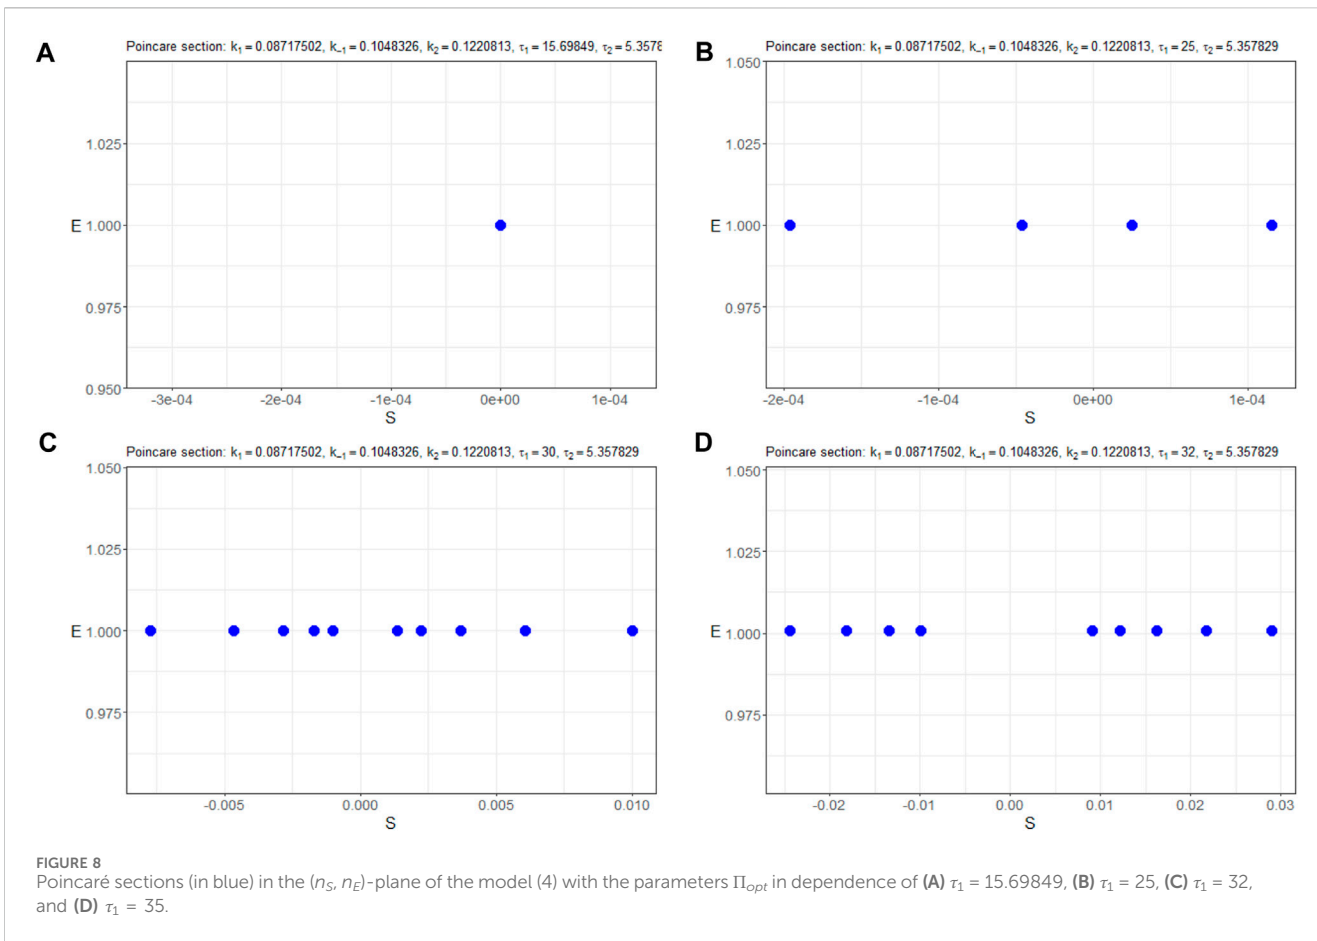 A
Poincare section: k₁ = 0.08717502, k₋₁ = 0.1048326, k₂ = 0.1220813, τ₁ = 15.69849, τ₂ = 5.3578
1.025
E 1.000
0.975
0.950
-3e-04 -2e-04 -1e-04 0e+00 1e-04
S
B
Poincare section: k₁ = 0.08717502, k₋₁ = 0.1048326, k₂ = 0.1220813, τ₁ = 25, τ₂ = 5.357829
1.050
1.025
E 1.000
0.975
-2e-04 -1e-04 0e+00 1e-04
S
C
Poincare section: k₁ = 0.08717502, k₋₁ = 0.1048326, k₂ = 0.1220813, τ₁ = 30, τ₂ = 5.357829
1.050
1.025
E 1.000
0.975
-0.005 0.000 0.005 0.010
S
D
Poincare section: k₁ = 0.08717502, k₋₁ = 0.1048326, k₂ = 0.1220813, τ₁ = 32, τ₂ = 5.357829
1.050
1.025
E 1.000
0.975
-0.02 -0.01 0.00 0.01 0.02 0.03
S
FIGURE 8
Poincaré sections (in blue) in the (n_S, n_E)-plane of the model (4) with the parameters Π_opt in dependence of (A) τ₁ = 15.69849, (B) τ₁ = 25, (C) τ₁ = 32,
and (D) τ₁ = 35.